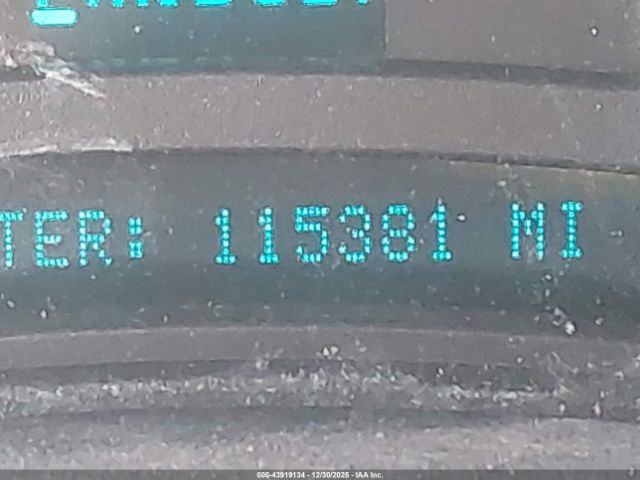 TER: 115381 MI
000-43919134 - 12/30/2025 - IAA Inc.